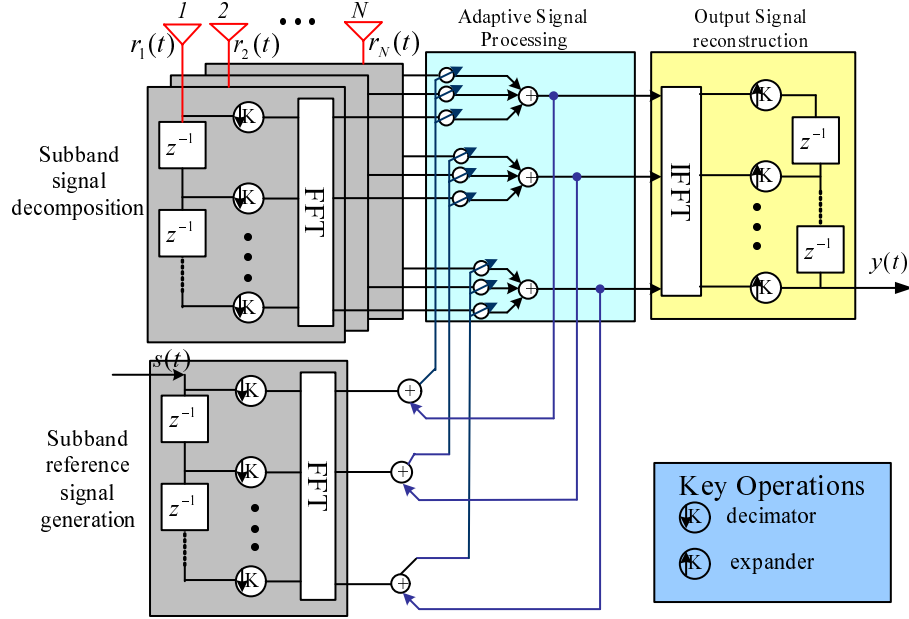 1 2 ••• N
r₁(t) r₂(t) r_N(t)
Adaptive Signal
Processing
Output Signal
reconstruction
Subband
signal
decomposition
z⁻¹
z⁻¹
K
K
K
FFT
+
+
+
IFFT
K
K
K
z⁻¹
z⁻¹
y(t)
s(t)
Subband
reference
signal
generation
z⁻¹
z⁻¹
K
K
K
FFT
+
+
+
Key Operations
K decimator
K expander